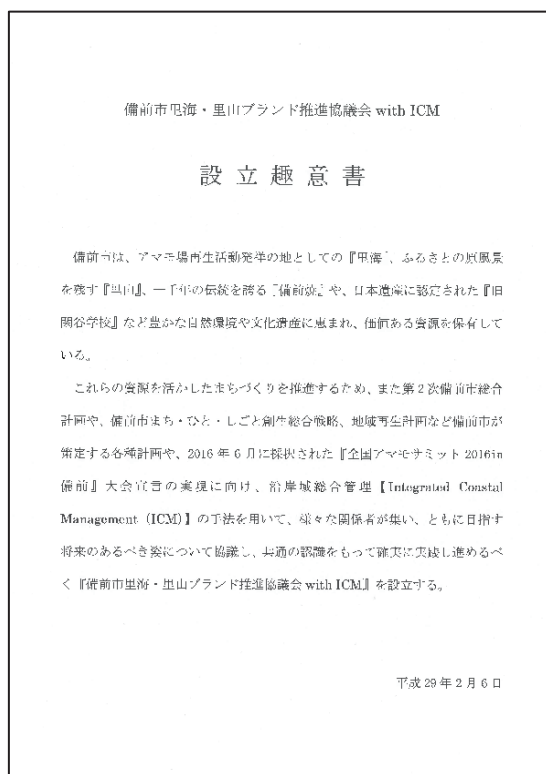 備前市里海・里山ブランド推進協議会 with ICM
設立趣意書
備前市は、アマモ場再生活動発祥の地としての『里海』、ふるさとの原風景
を残す『里山』、一千年の伝統を誇る『備前焼』や、日本遺産に認定された『旧
閑谷学校』など豊かな自然環境や文化遺産に恵まれ、価値ある資源を保有して
いる。
これらの資源を活かしたまちづくりを推進するため、また第2次備前市総合
計画や、備前市まち・ひと・しごと創生総合戦略、地域再生計画など備前市が
策定する各種計画や、2016年6月に採択された『全国アマモサミット 2016in
備前』大会宣言の実現に向け、沿岸域総合管理【Integrated Coastal
Management (ICM)】の手法を用いて、様々な関係者が集い、ともに目指す
将来のあるべき姿について協議し、共通の認識をもって確実に実践し進めるべ
く『備前市里海・里山ブランド推進協議会 with ICM』を設立する。
平成29年2月6日